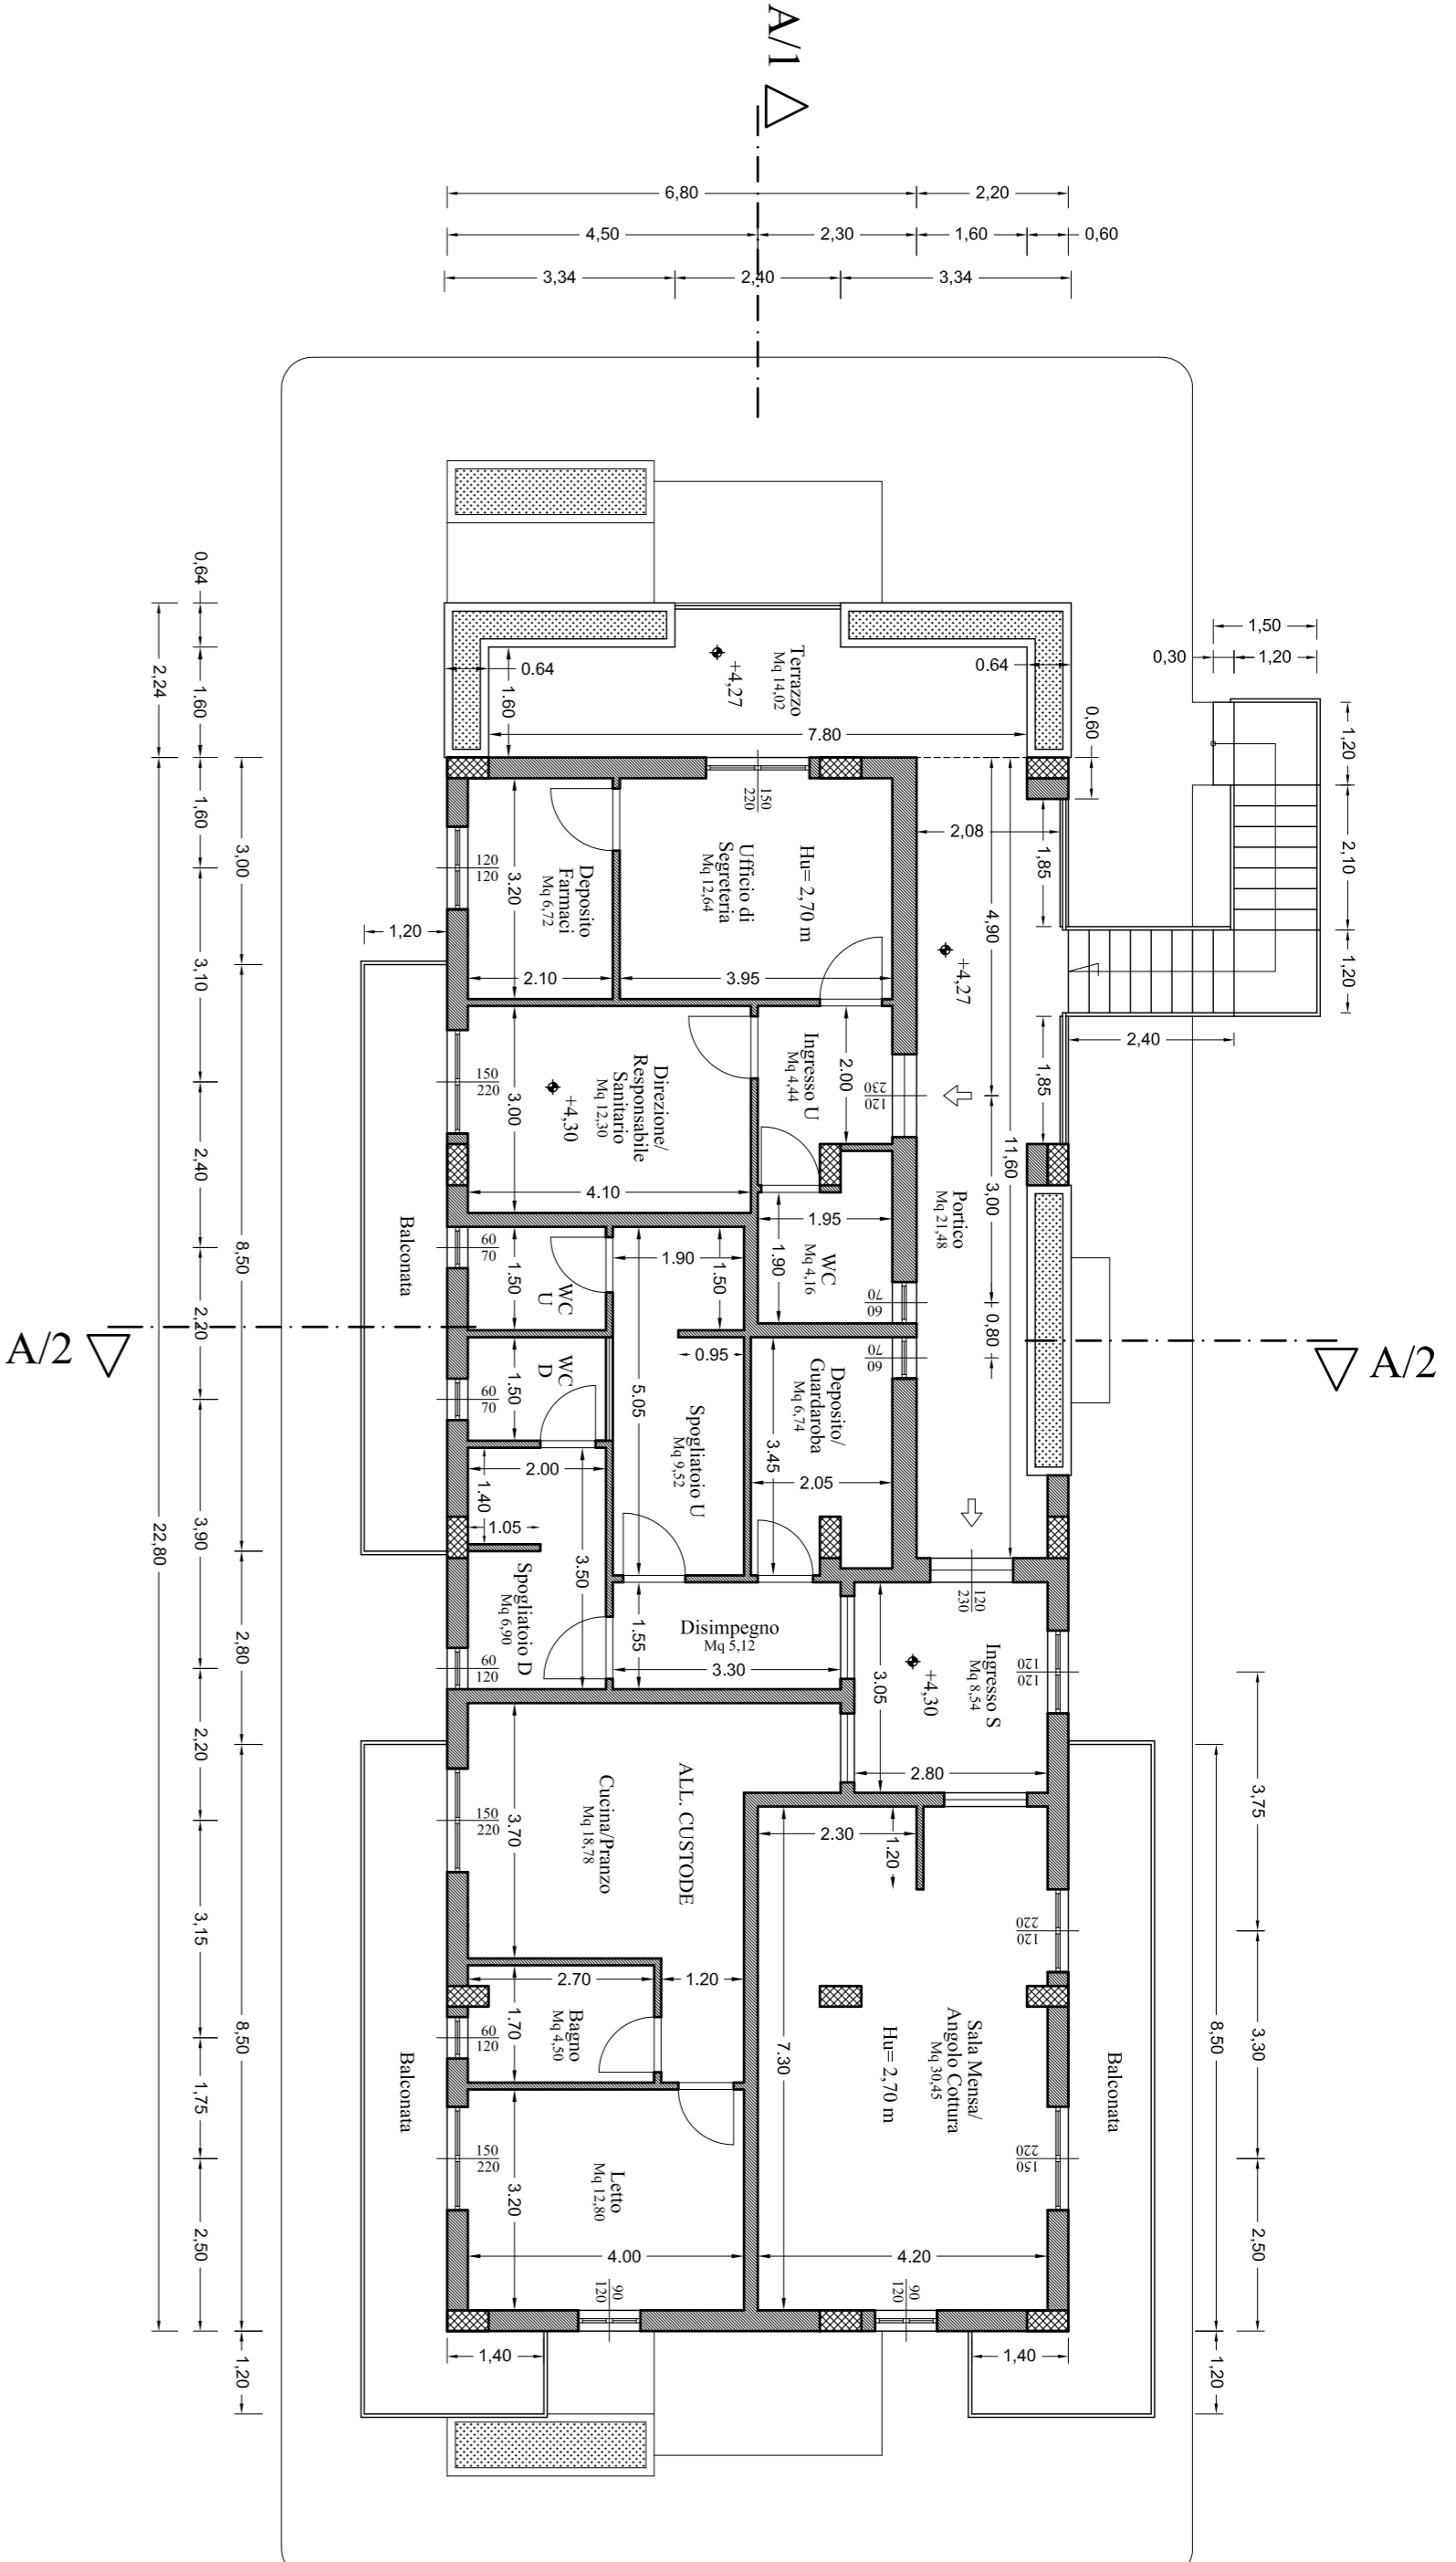 A/1
6,80
2,20
4,50
2,30
1,60
0,60
3,34
2,40
3,34
1,50
0,30
1,20
0,64
2,24
1.60
1,60
3,00
3,10
1,20
2,40
8,50
2,20
3,90
22,80
2,80
2,20
3,15
8,50
1,75
2,50
1,20
0.64
1.60
Terrazzo
Mq 14,02
+4,27
0.64
7.80
0,60
1,20
2,10
1,20
2,40
1,85
1,85
2,08
4,90
11,60
3,00
0,80
+4,27
Portico
Mq 21,48
150
220
Hu= 2,70 m
Ufficio di
Segreteria
Mq 12,64
3.95
Deposito
Farmaci
Mq 6,72
3.20
2.10
120
120
Ingresso U
Mq 4,44
2.00
120
230
Direzione/
Responsabile
Sanitario
Mq 12,30
+4,30
3.00
4.10
150
220
WC
Mq 4,16
1.95
1.90
60
70
60
70
Balconata
60
70
WC
U
1.50
1.90
1.50
A/2
A/2
WC
D
1.50
60
70
0.95
5.05
Spogliatoio U
Mq 9,52
Deposito/
Guardaroba
Mq 6,74
3.45
2.05
2.00
1.40
1.05
3.50
Spogliatoio D
Mq 6,90
60
120
Disimpegno
Mq 5,12
1.55
3.30
120
230
Ingresso S
Mq 8,54
+4,30
3.05
2.80
120
120
3,75
ALL. CUSTODE
Cucina/Pranzo
Mq 18,78
3.70
150
220
2.30
1.20
220
120
3,30
8,50
2,50
1,20
2.70
1.20
Bagno
Mq 4,50
1.70
60
120
Sala Mensa/
Angolo Cottura
Mq 30,45
Hu= 2,70 m
7.30
4.20
220
150
Balconata
Balconata
Letto
Mq 12,80
3.20
4.00
150
220
90
120
90
120
1,40
1,40